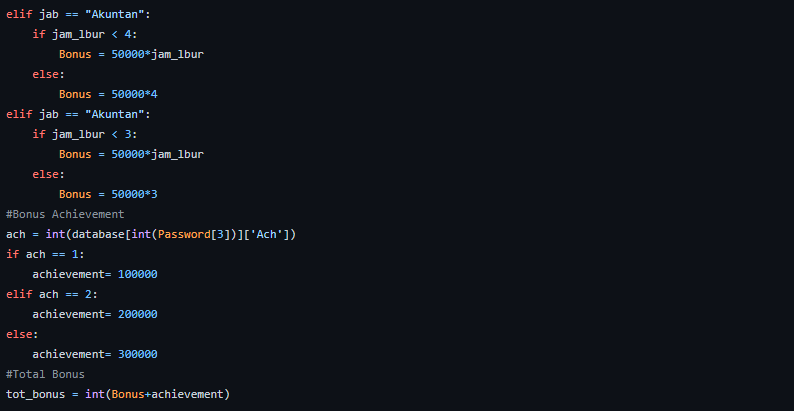 elif jab == "Akuntan":
    if jam_lbur < 4:
        Bonus = 50000*jam_lbur
    else:
        Bonus = 50000*4
elif jab == "Akuntan":
    if jam_lbur < 3:
        Bonus = 50000*jam_lbur
    else:
        Bonus = 50000*3
#Bonus Achievement
ach = int(database[int(Password[3])]['Ach'])
if ach == 1:
    achievement= 100000
elif ach == 2:
    achievement= 200000
else:
    achievement= 300000
#Total Bonus
tot_bonus = int(Bonus+achievement)